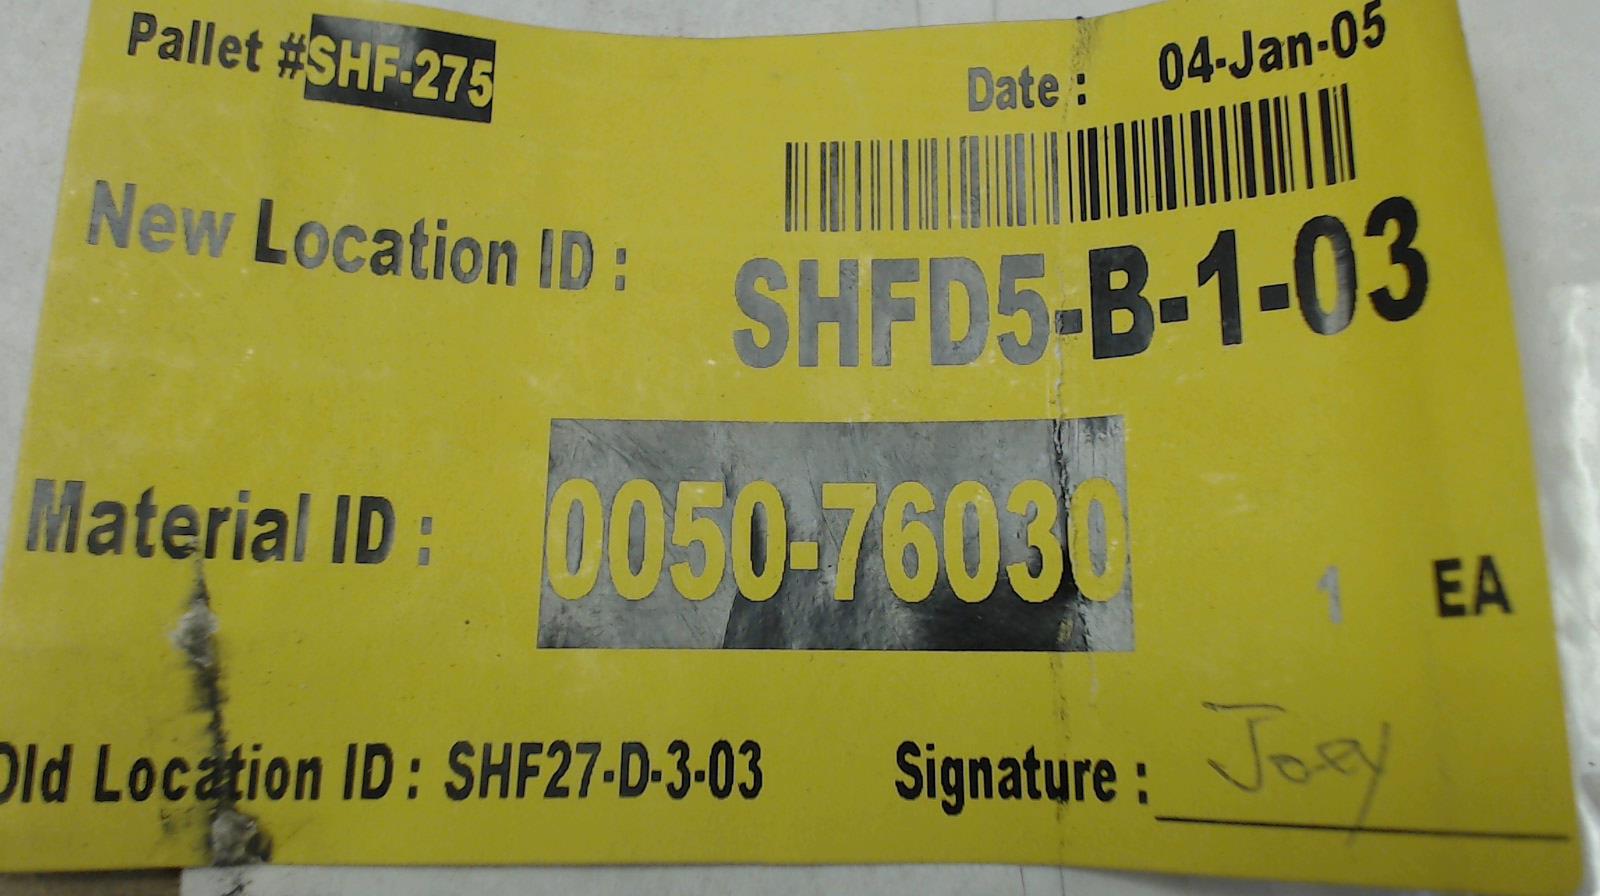 Pallet #SHF-275 Date : 04-Jan-05
New Location ID : SHFD5-B-1-03
Material ID : 0050-76030 1 EA
Old Location ID : SHF27-D-3-03 Signature : Joey